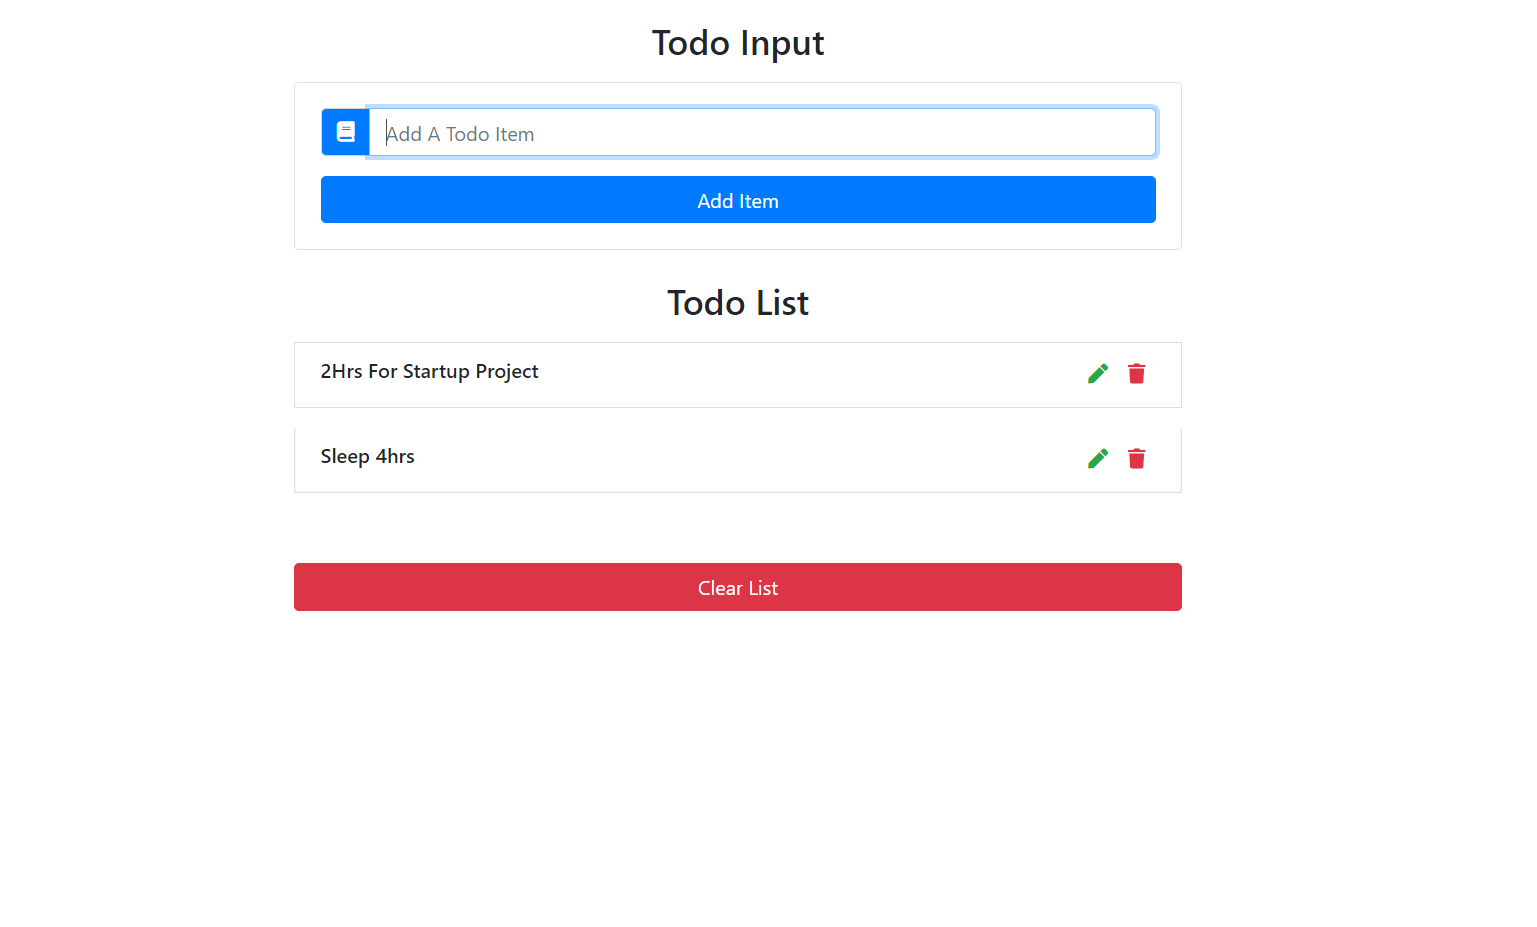 Todo Input
Add A Todo Item
Add Item
Todo List
2Hrs For Startup Project
Sleep 4hrs
Clear List